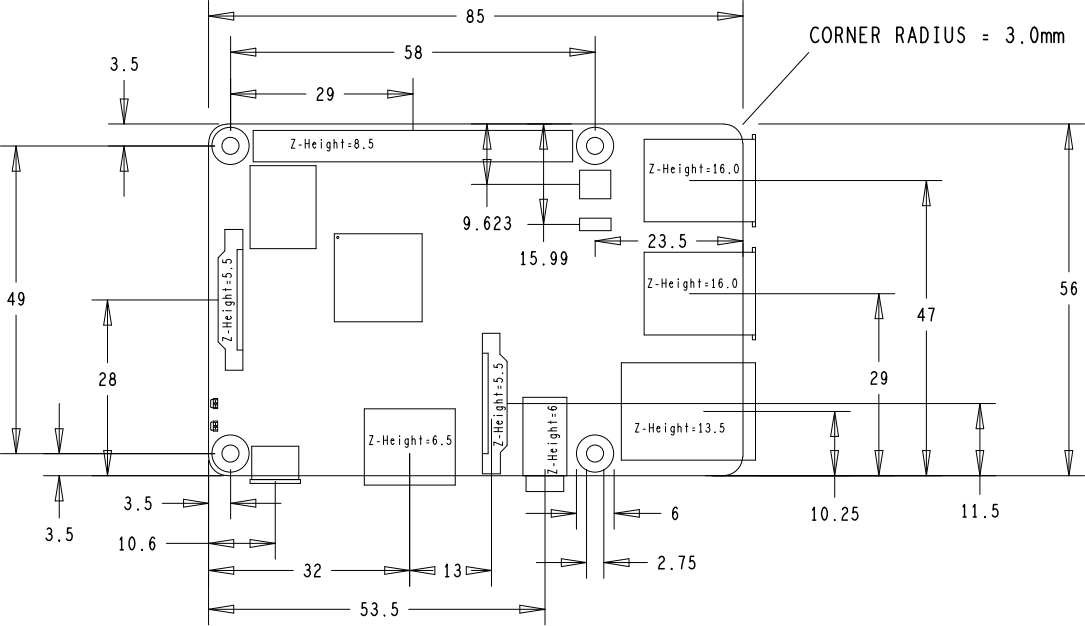 85
CORNER RADIUS = 3.0mm
58
3.5
29
Z-Height=8.5
Z-Height=16.0
9.623
23.5
15.99
Z-Height=5.5
Z-Height=16.0
49
56
47
28
29
Z-Height=5.5
Z-Height=6
Z-Height=6.5
Z-Height=13.5
3.5
6
10.25
11.5
3.5
10.6
2.75
32
13
53.5